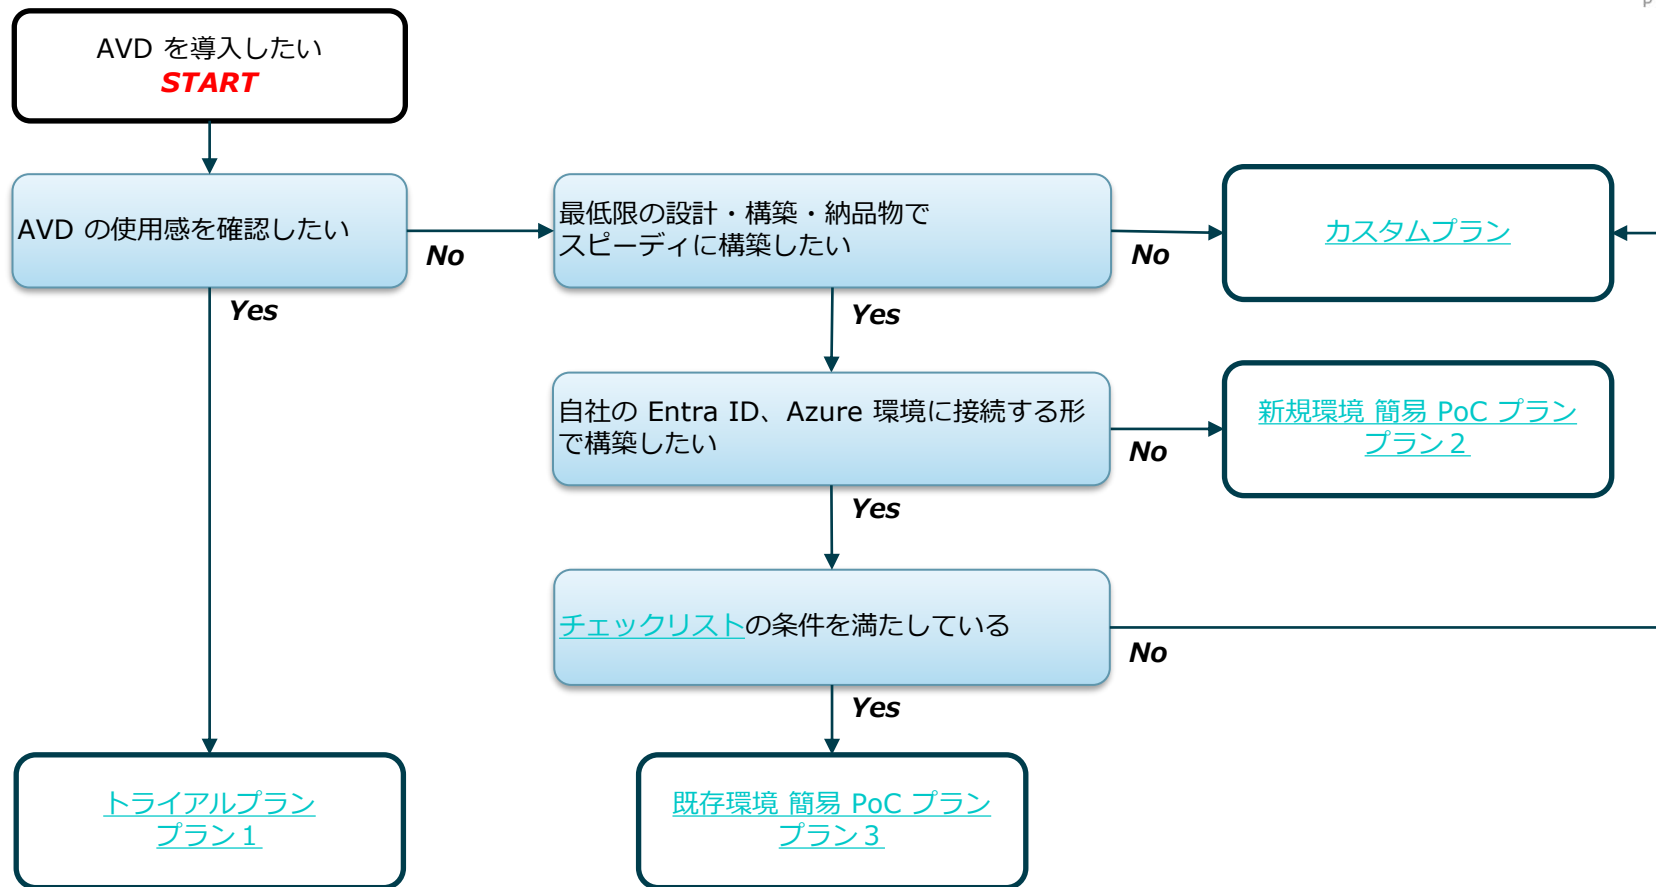 AVD を導入したい
START
AVD の使用感を確認したい
No
最低限の設計・構築・納品物で
スピーディに構築したい
No
カスタムプラン
Yes
Yes
自社の Entra ID、Azure 環境に接続する形
で構築したい
No
新規環境 簡易 PoC プラン
プラン２
Yes
チェックリストの条件を満たしている
No
Yes
トライアルプラン
プラン１
既存環境 簡易 PoC プラン
プラン３